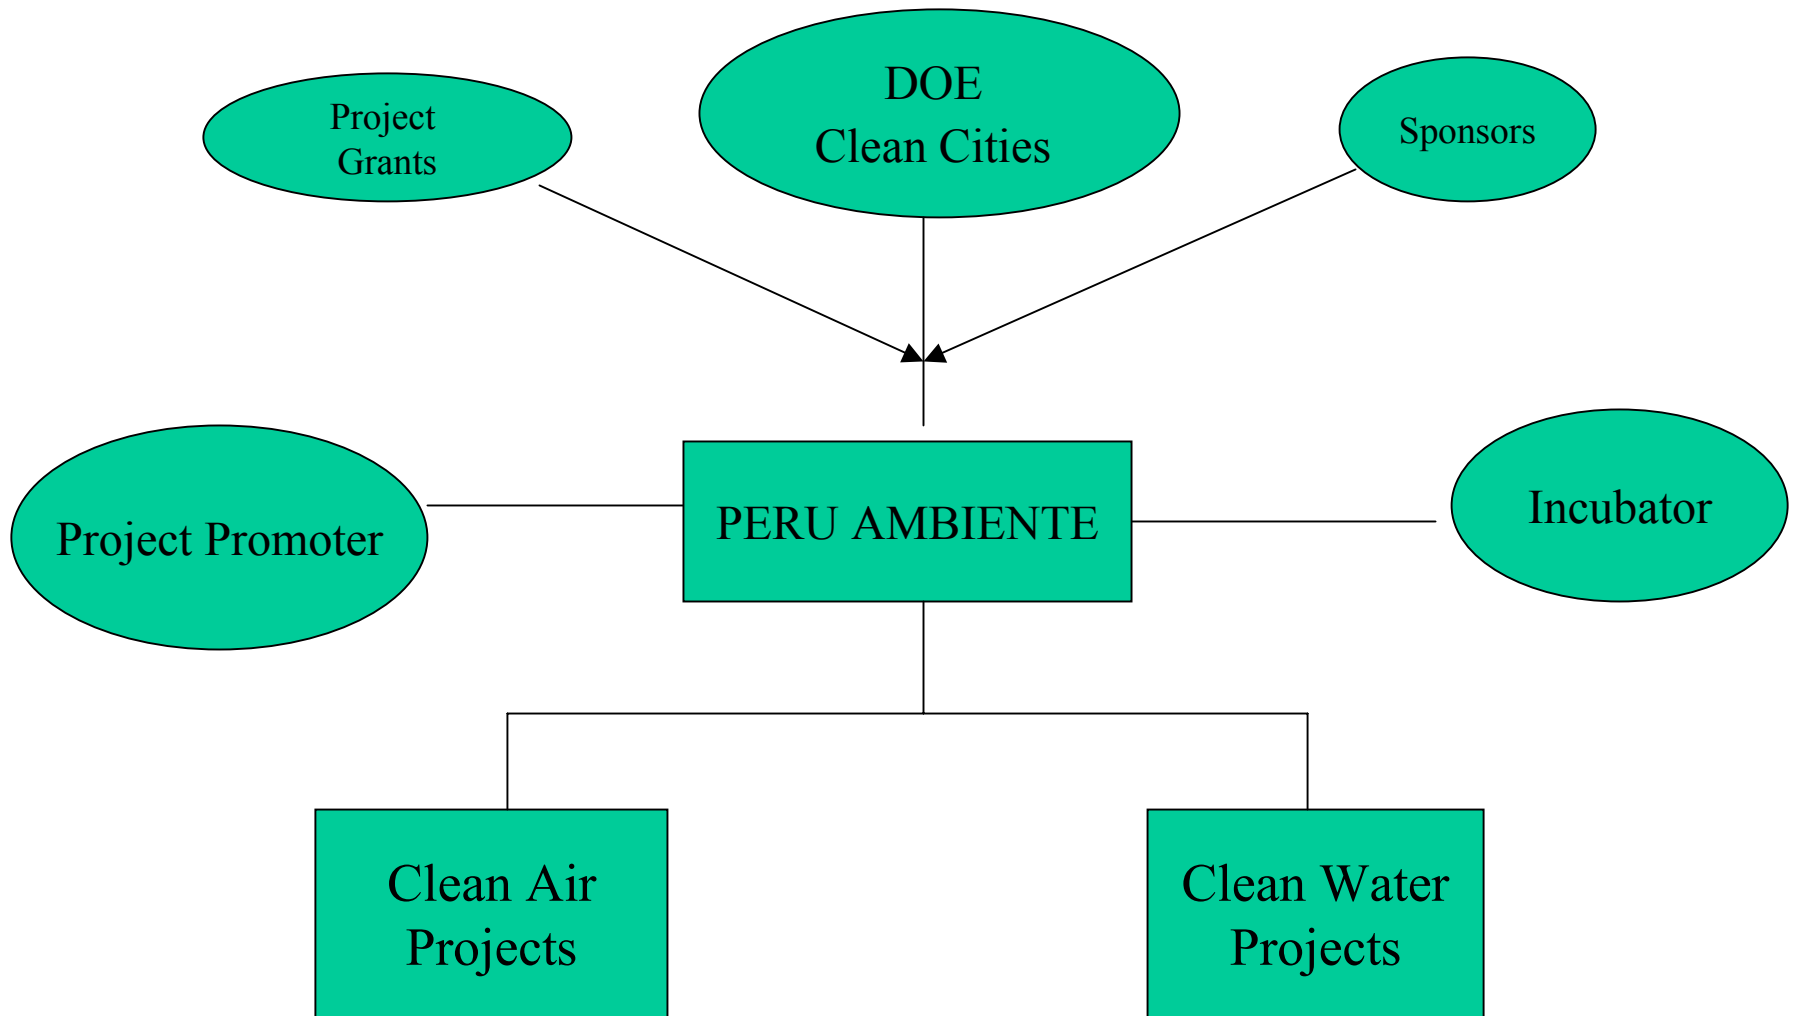 Project
Grants
DOE
Clean Cities
Sponsors
Project Promoter
PERU AMBIENTE
Incubator
Clean Air
Projects
Clean Water
Projects